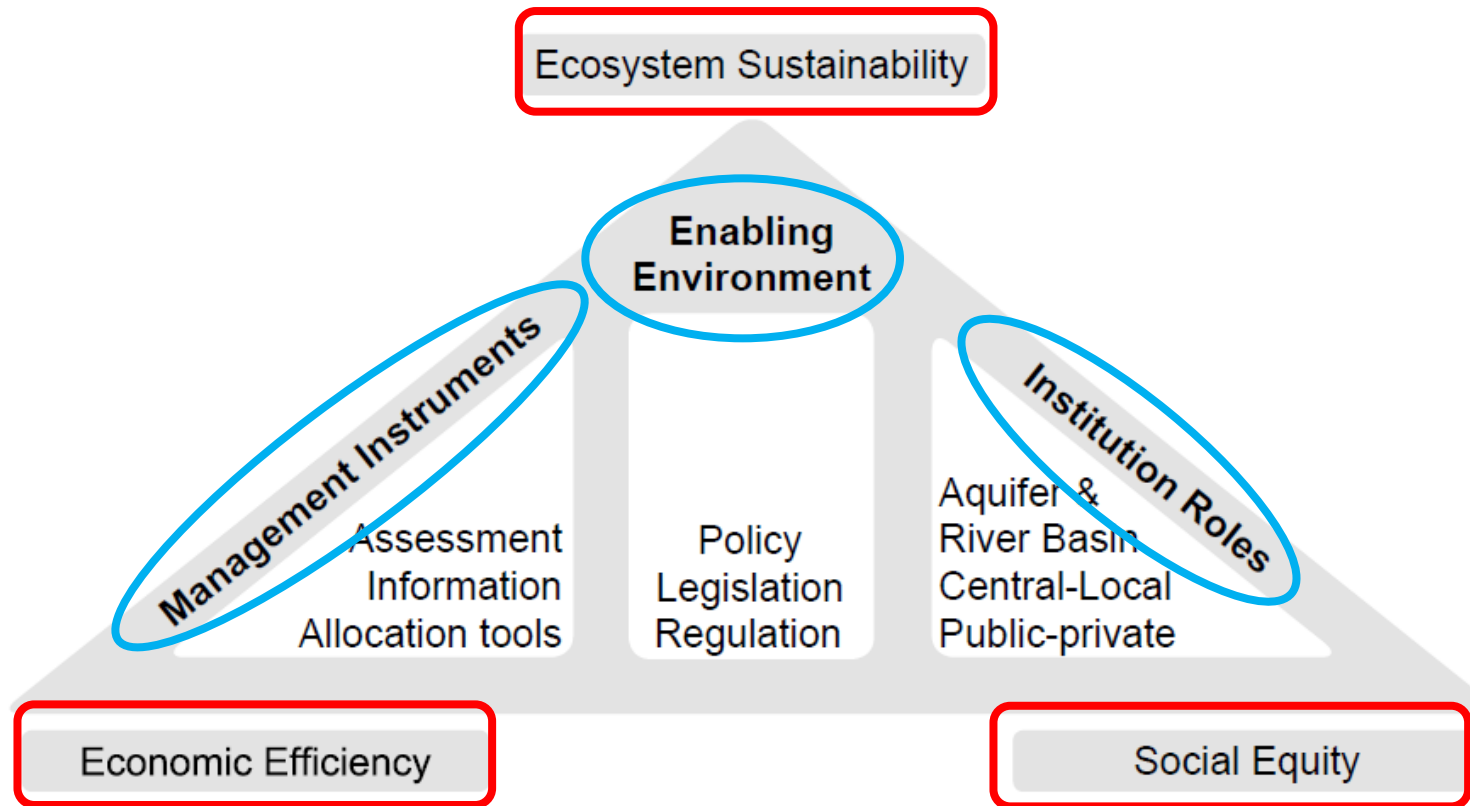 Ecosystem Sustainability
Enabling
Environment
Management Instruments
Assessment
Information
Allocation tools
Policy
Legislation
Regulation
Institution Roles
Aquifer &
River Basin
Central-Local
Public-private
Economic Efficiency
Social Equity